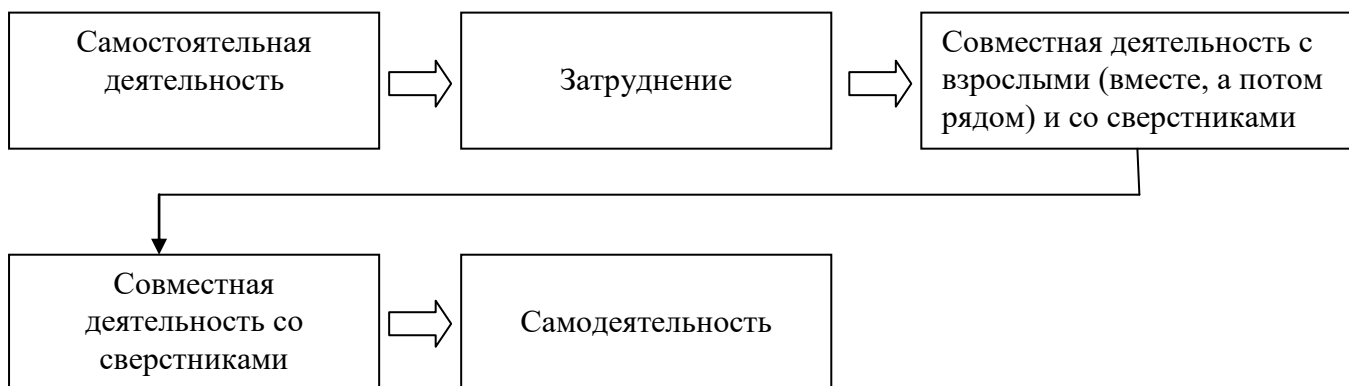 Самостоятельная
деятельность
Затруднение
Совместная деятельность с
взрослыми (вместе, а потом
рядом) и со сверстниками
Совместная
деятельность со
сверстниками
Самодеятельность